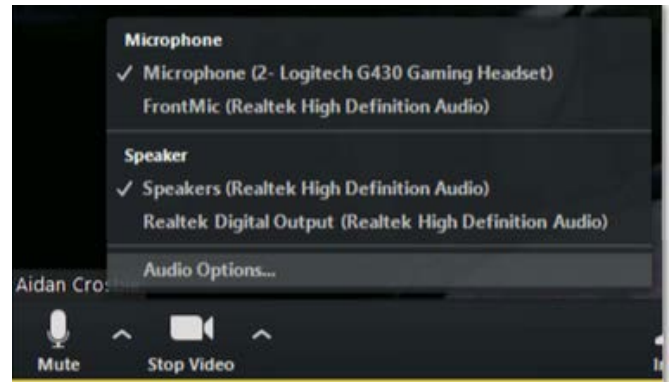 Microphone
✓ Microphone (2- Logitech G430 Gaming Headset)
FrontMic (Realtek High Definition Audio)
Speaker
✓ Speakers (Realtek High Definition Audio)
Realtek Digital Output (Realtek High Definition Audio)
Audio Options...
Aidan
Mute
Stop Video